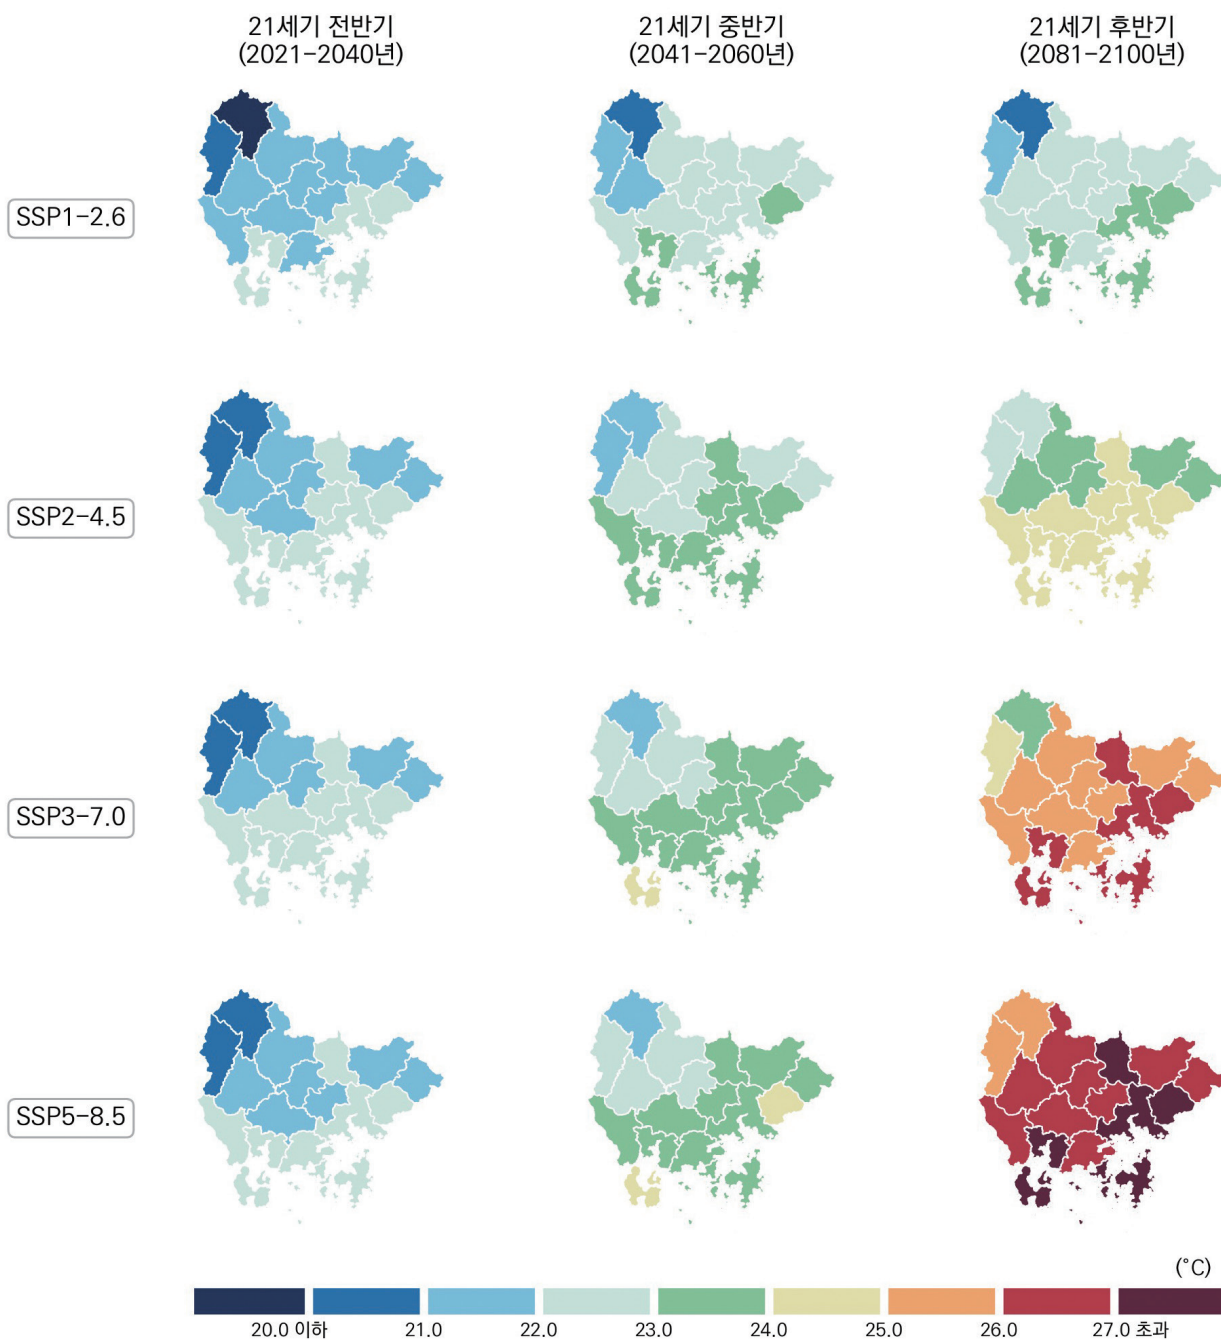 21세기 전반기
(2021-2040년)
21세기 중반기
(2041-2060년)
21세기 후반기
(2081-2100년)
SSP1-2.6
SSP2-4.5
SSP3-7.0
SSP5-8.5
(°C)
20.0 이하 21.0 22.0 23.0 24.0 25.0 26.0 27.0 초과